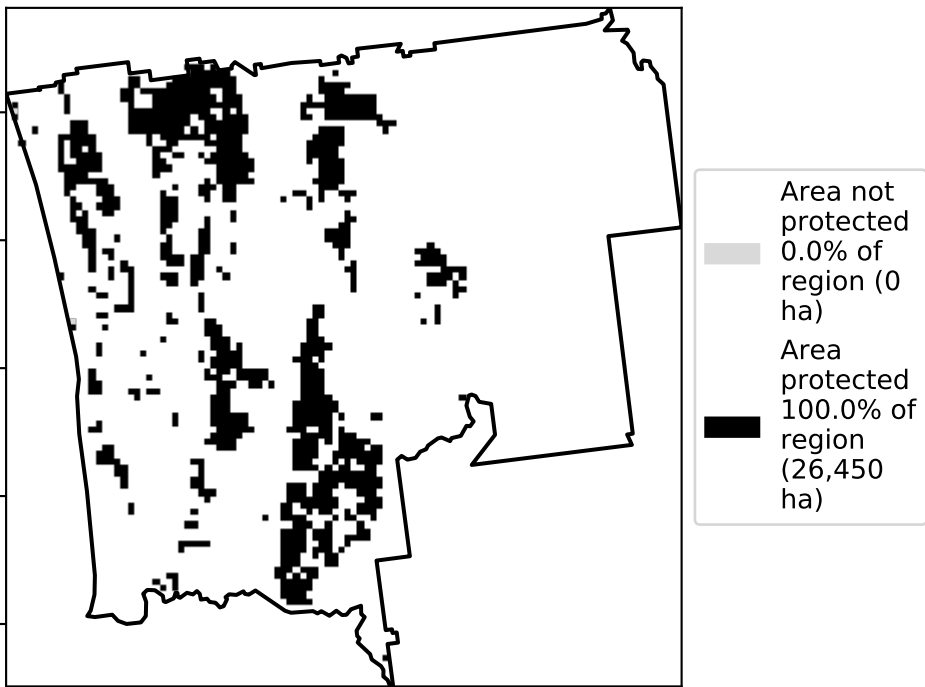 Area not
protected
0.0% of
region (0
ha)
Area
protected
100.0% of
region
(26,450
ha)